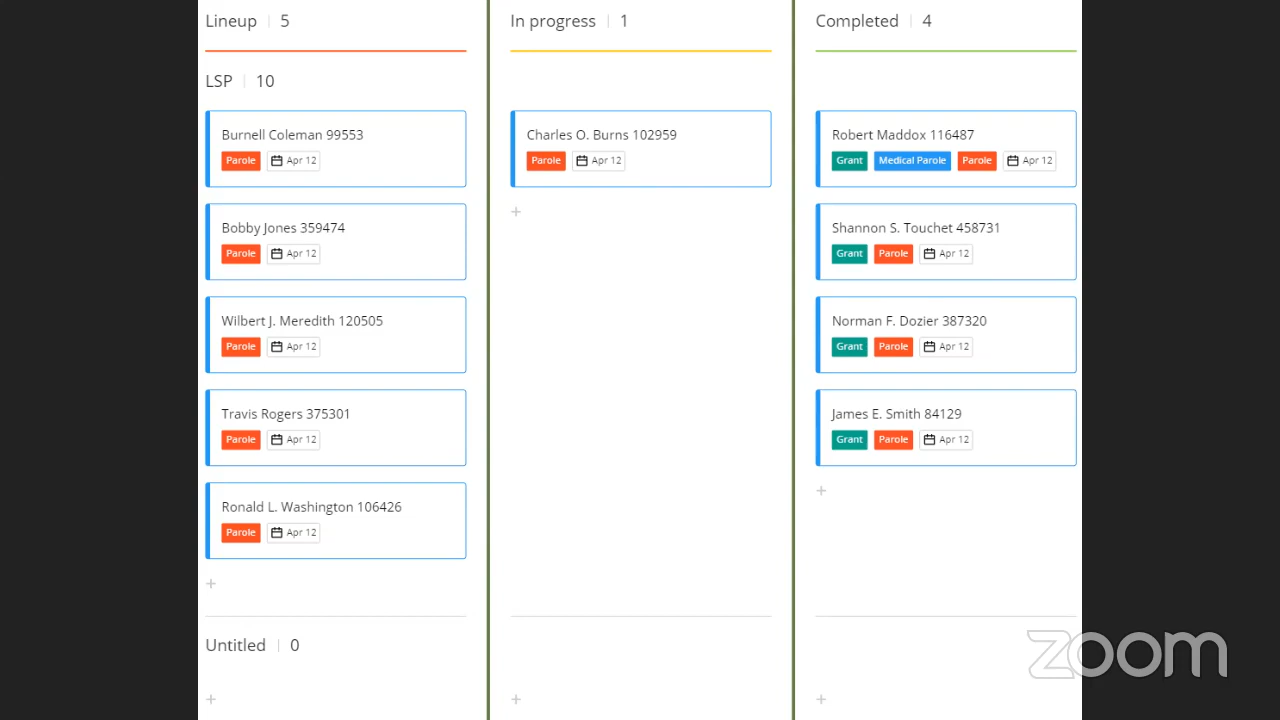 Lineup | 5
LSP | 10
Burnell Coleman 99553
Parole Apr 12
Bobby Jones 359474
Parole Apr 12
Wilbert J. Meredith 120505
Parole Apr 12
Travis Rogers 375301
Parole Apr 12
Ronald L. Washington 106426
Parole Apr 12
+
Untitled | 0
+
In progress | 1
Charles O. Burns 102959
Parole Apr 12
+
+
Completed | 4
Robert Maddox 116487
Grant Medical Parole Parole Apr 12
Shannon S. Touchet 458731
Grant Parole Apr 12
Norman F. Dozier 387320
Grant Parole Apr 12
James E. Smith 84129
Grant Parole Apr 12
+
+
zoom